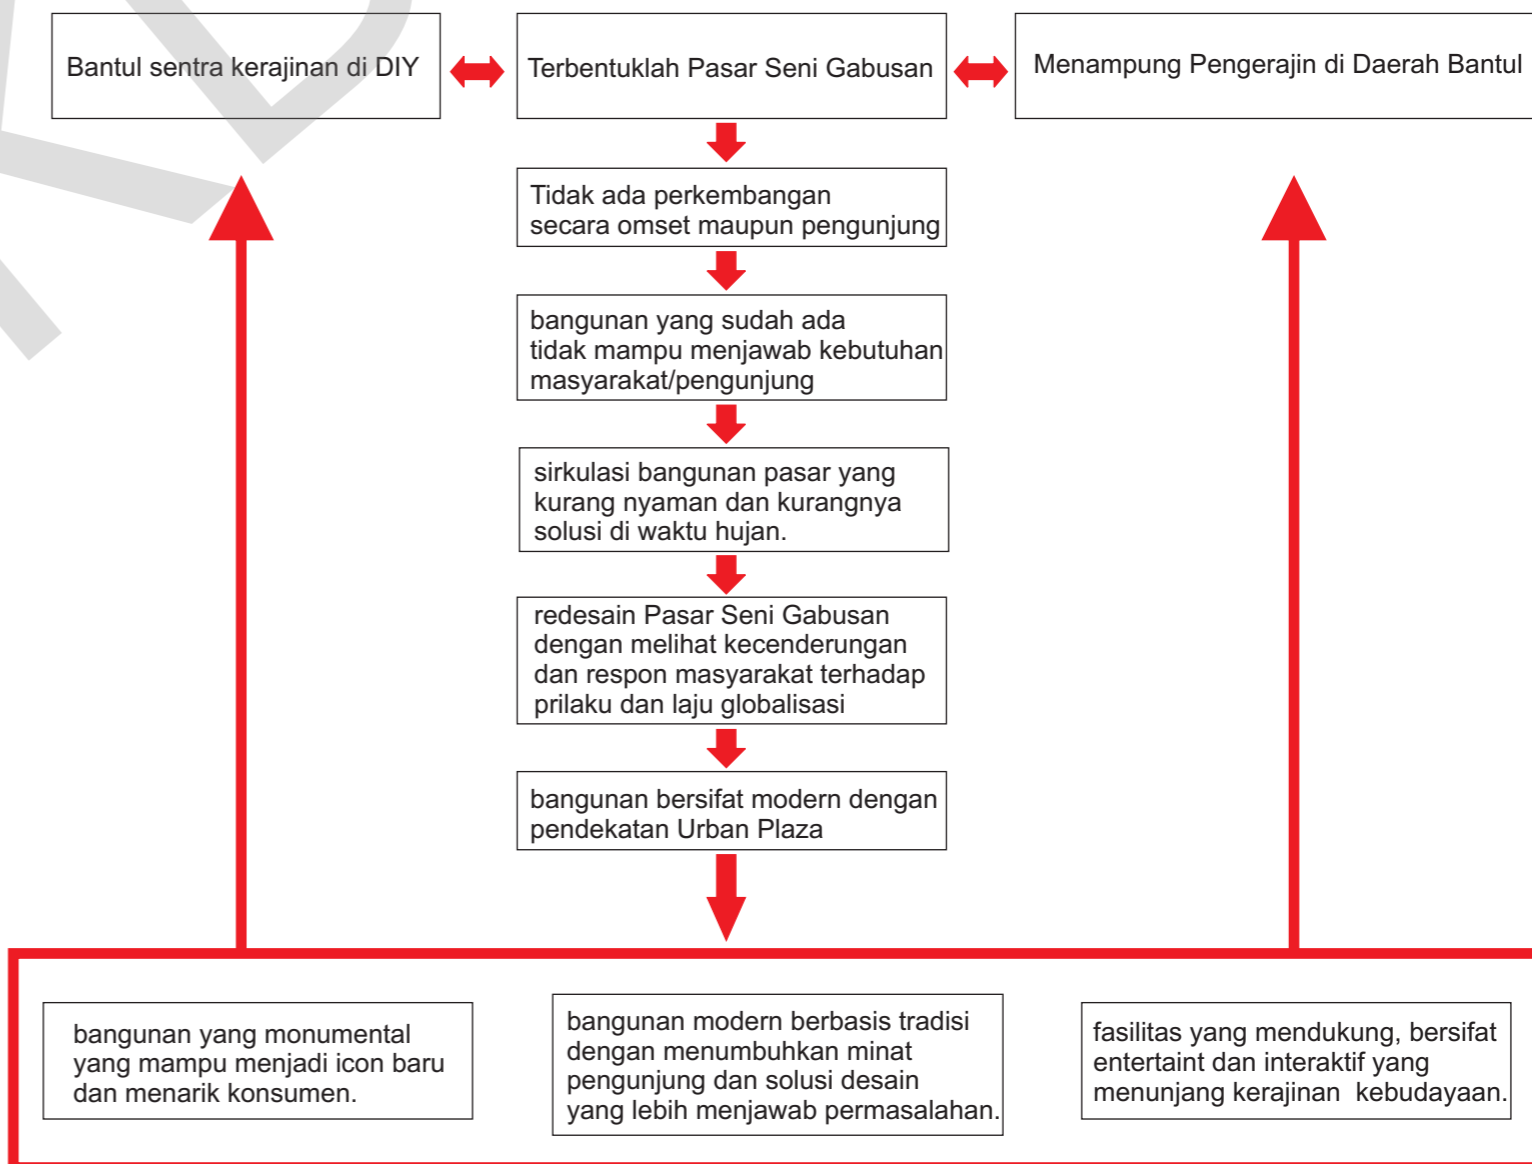 Bantul sentra kerajinan di DIY
Terbentuklah Pasar Seni Gabusan
Menampung Pengerajin di Daerah Bantul
Tidak ada perkembangan
secara omset maupun pengunjung
bangunan yang sudah ada
tidak mampu menjawab kebutuhan
masyarakat/pengunjung
sirkulasi bangunan pasar yang
kurang nyaman dan kurangnya
solusi di waktu hujan.
redesain Pasar Seni Gabusan
dengan melihat kecenderungan
dan respon masyarakat terhadap
prilaku dan laju globalisasi
bangunan bersifat modern dengan
pendekatan Urban Plaza
bangunan yang monumental
yang mampu menjadi icon baru
dan menarik konsumen.
bangunan modern berbasis tradisi
dengan menumbuhkan minat
pengunjung dan solusi desain
yang lebih menjawab permasalahan.
fasilitas yang mendukung, bersifat
entertaint dan interaktif yang
menunjang kerajinan  kebudayaan.